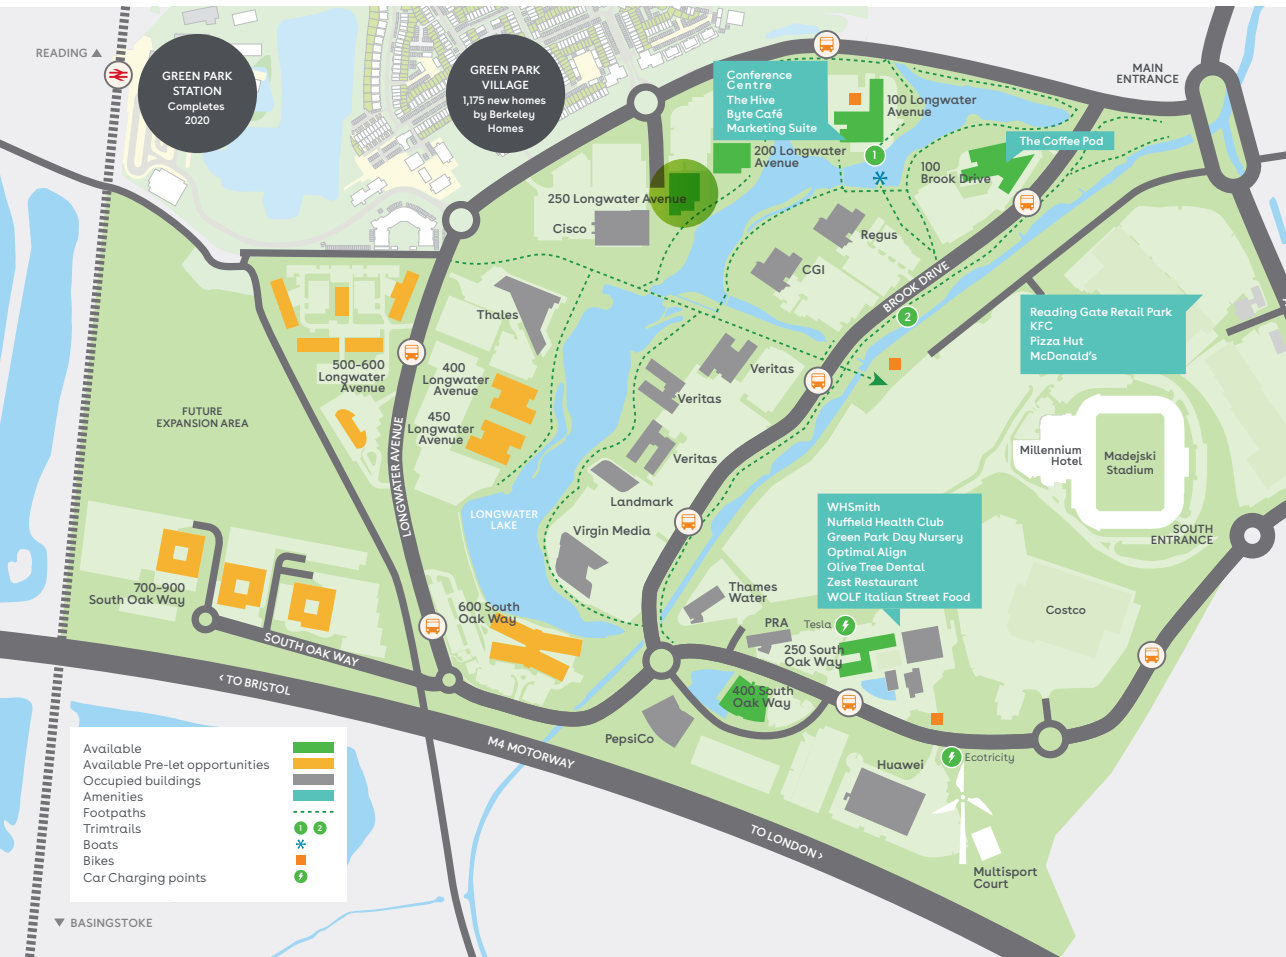 READING ▲
GREEN PARK
STATION
Completes
2020
GREEN PARK
VILLAGE
1,175 new homes
by Berkeley
Homes
MAIN
ENTRANCE
Conference
Centre
The Hive
Byte Café
Marketing Suite
100 Longwater
Avenue
200 Longwater
Avenue
1
The Coffee Pod
100
Brook Drive
250 Longwater Avenue
Cisco
Regus
CGI
BROOK DRIVE
2
Thales
Reading Gate Retail Park
KFC
Pizza Hut
McDonald's
500-600
Longwater
Avenue
400
Longwater
Avenue
450
Longwater
Avenue
Veritas
Veritas
Veritas
FUTURE
EXPANSION AREA
LONGWATER AVENUE
Millennium
Hotel
Madejski
Stadium
Landmark
LONGWATER
LAKE
Virgin Media
WHSmith
Nuffield Health Club
Green Park Day Nursery
Optimal Align
Olive Tree Dental
Zest Restaurant
WOLF Italian Street Food
SOUTH
ENTRANCE
700-900
South Oak Way
600 South
Oak Way
Thames
Water
PRA
Tesla
Costco
250 South
Oak Way
SOUTH OAK WAY
‹ TO BRISTOL
400 South
Oak Way
PepsiCo
M4 MOTORWAY
Huawei
Ecotricity
TO LONDON ›
Multisport
Court
Available
Available Pre-let opportunities
Occupied buildings
Amenities
Footpaths
Trimtrails 1 2
Boats
Bikes
Car Charging points
▼ BASINGSTOKE